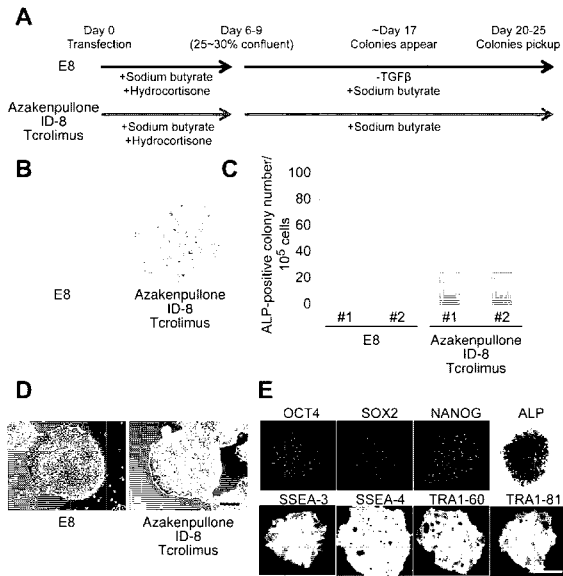 A
Day 0
Transfection
Day 6-9
(25~30% confluent)
~Day 17
Colonies appear
Day 20-25
Colonies pickup
E8
+Sodium butyrate
+Hydrocortisone
-TGFβ
+Sodium butyrate
Azakenpullone
ID-8
Tcrolimus
+Sodium butyrate
+Hydrocortisone
+Sodium butyrate
B
E8
Azakenpullone
ID-8
Tcrolimus
C
ALP-positive colony number/
10⁵ cells
100
80
60
40
20
0
#1
#2
#1
#2
E8
Azakenpullone
ID-8
Tcrolimus
D
E8
Azakenpullone
ID-8
Tcrolimus
E
OCT4
SOX2
NANOG
ALP
SSEA-3
SSEA-4
TRA1-60
TRA1-81